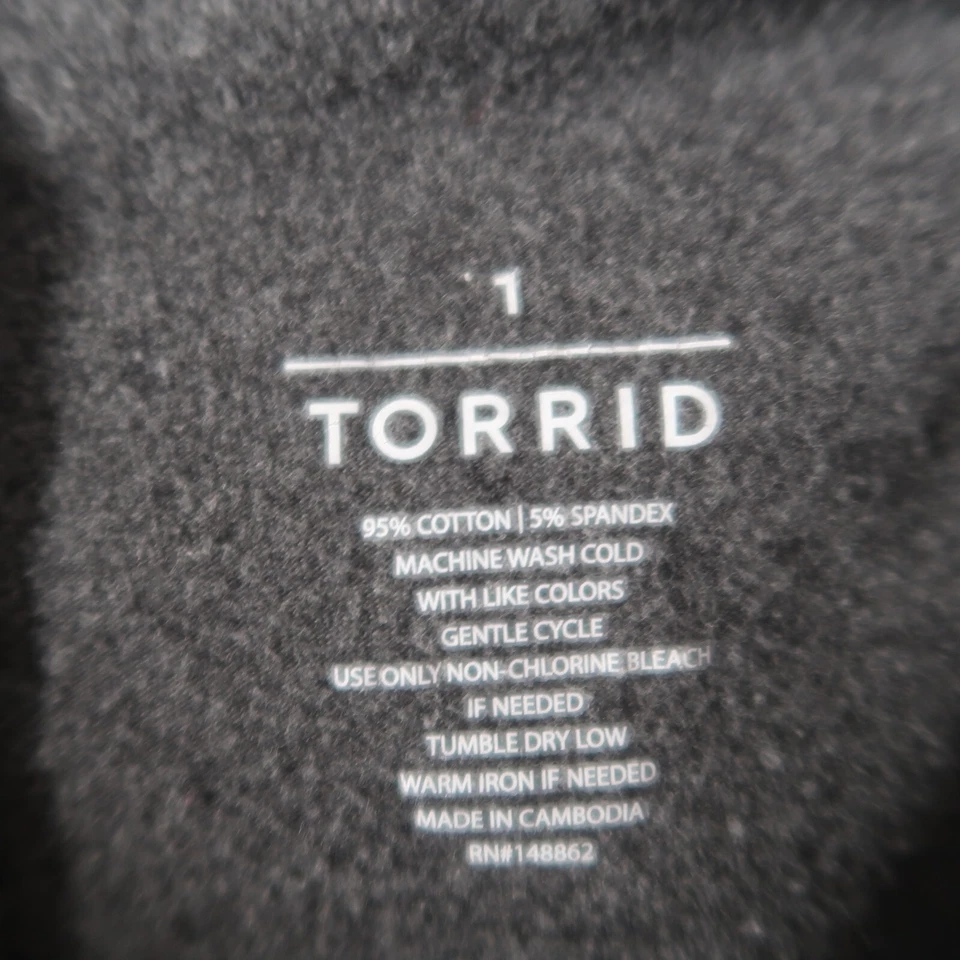 1
TORRID
95% COTTON | 5% SPANDEX
MACHINE WASH COLD
WITH LIKE COLORS
GENTLE CYCLE
USE ONLY NON-CHLORINE BLEACH
IF NEEDED
TUMBLE DRY LOW
WARM IRON IF NEEDED
MADE IN CAMBODIA
RN#148862